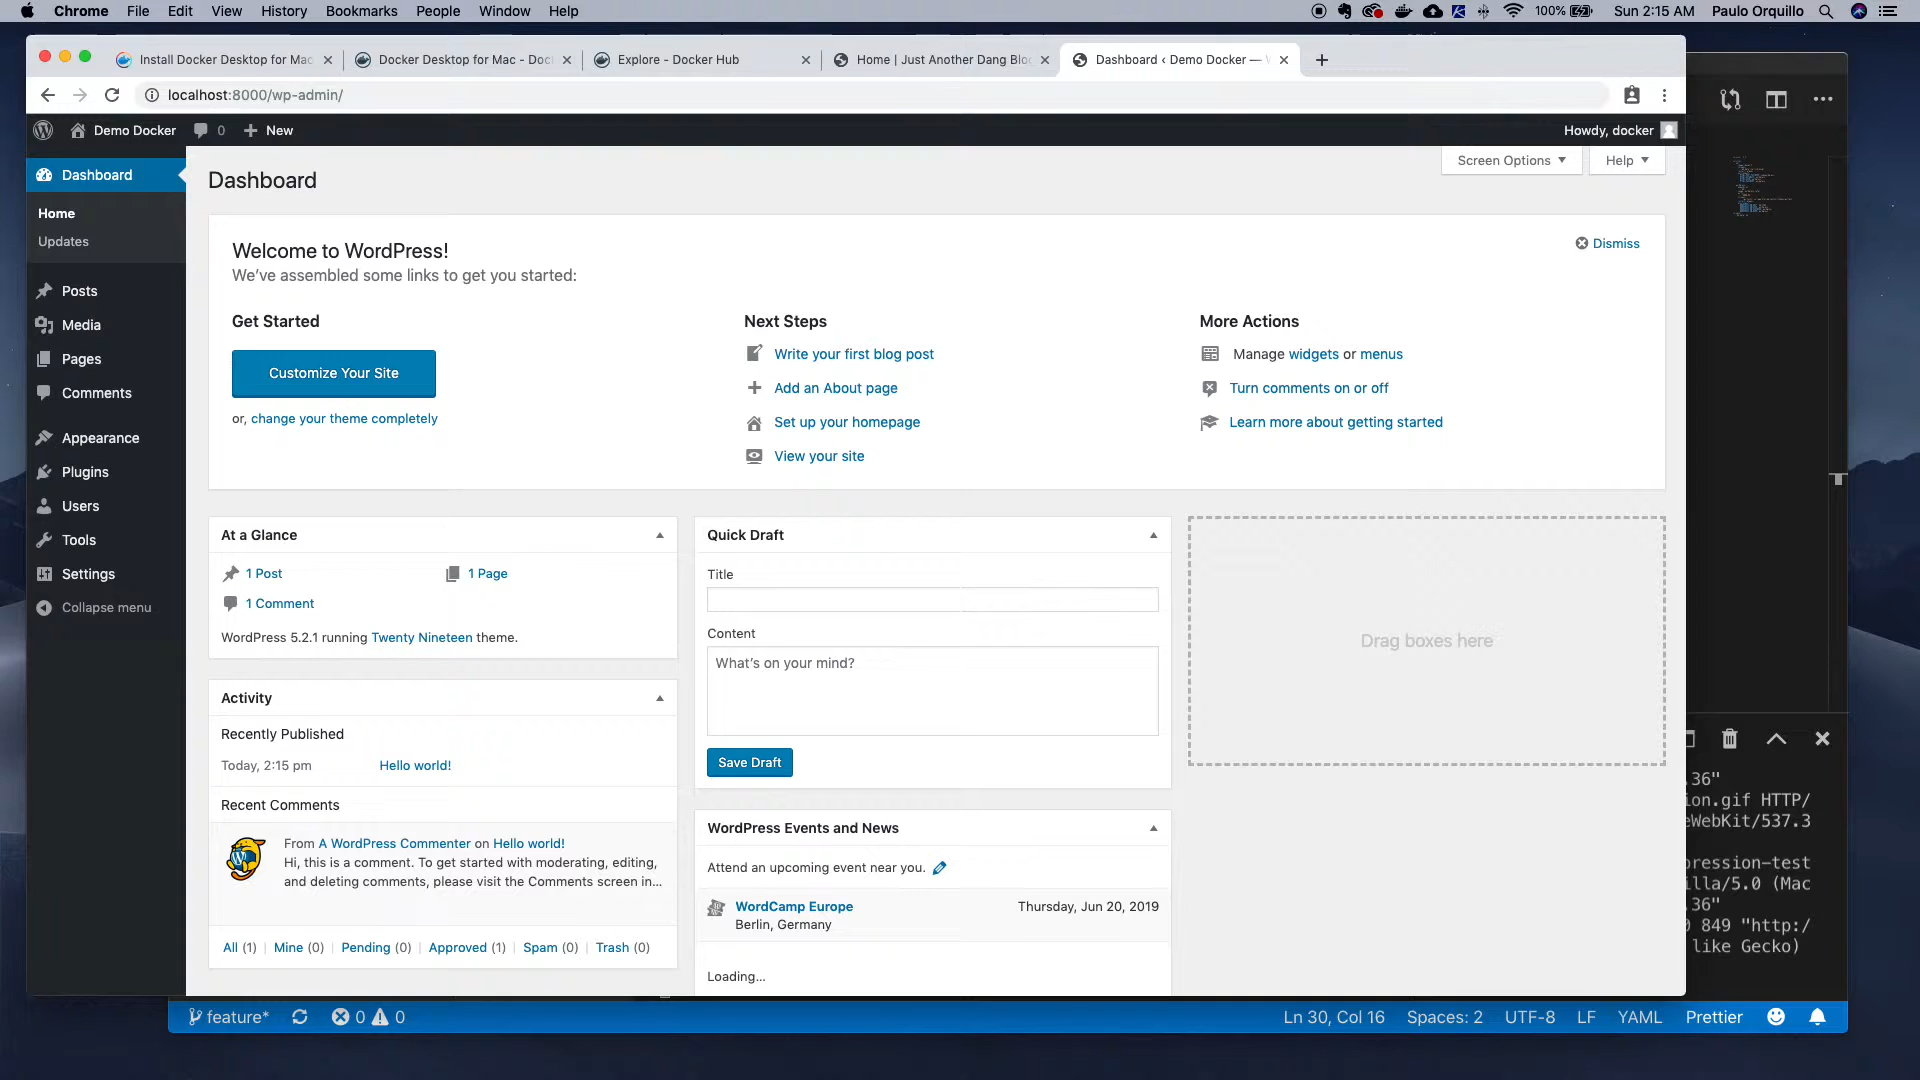 Chrome File Edit View History Bookmarks People Window Help
100% Sun 2:15 AM Paulo Orquillo
Install Docker Desktop for Mac
Docker Desktop for Mac - Doc
Explore - Docker Hub
Home | Just Another Dang Blo
Dashboard ‹ Demo Docker —
localhost:8000/wp-admin/
Demo Docker 0 New
Howdy, docker
Dashboard
Home
Updates
Posts
Media
Pages
Comments
Appearance
Plugins
Users
Tools
Settings
Collapse menu
Screen Options ▼
Help ▼
Dashboard
Welcome to WordPress!
We've assembled some links to get you started:
Dismiss
Get Started
Customize Your Site
or, change your theme completely
Next Steps
Write your first blog post
Add an About page
Set up your homepage
View your site
More Actions
Manage widgets or menus
Turn comments on or off
Learn more about getting started
At a Glance
1 Post
1 Page
1 Comment
WordPress 5.2.1 running Twenty Nineteen theme.
Activity
Recently Published
Today, 2:15 pm Hello world!
Recent Comments
From A WordPress Commenter on Hello world!
Hi, this is a comment. To get started with moderating, editing,
and deleting comments, please visit the Comments screen in...
All (1) | Mine (0) | Pending (0) | Approved (1) | Spam (0) | Trash (0)
Quick Draft
Title
Content
What's on your mind?
Save Draft
WordPress Events and News
Attend an upcoming event near you.
WordCamp Europe Thursday, Jun 20, 2019
Berlin, Germany
Loading...
Drag boxes here
.36"
ion.gif HTTP/
eWebKit/537.3
pression-test
illa/5.0 (Mac
.36"
0 849 "http:/
like Gecko)
feature* 0 0
Ln 30, Col 16 Spaces: 2 UTF-8 LF YAML Prettier